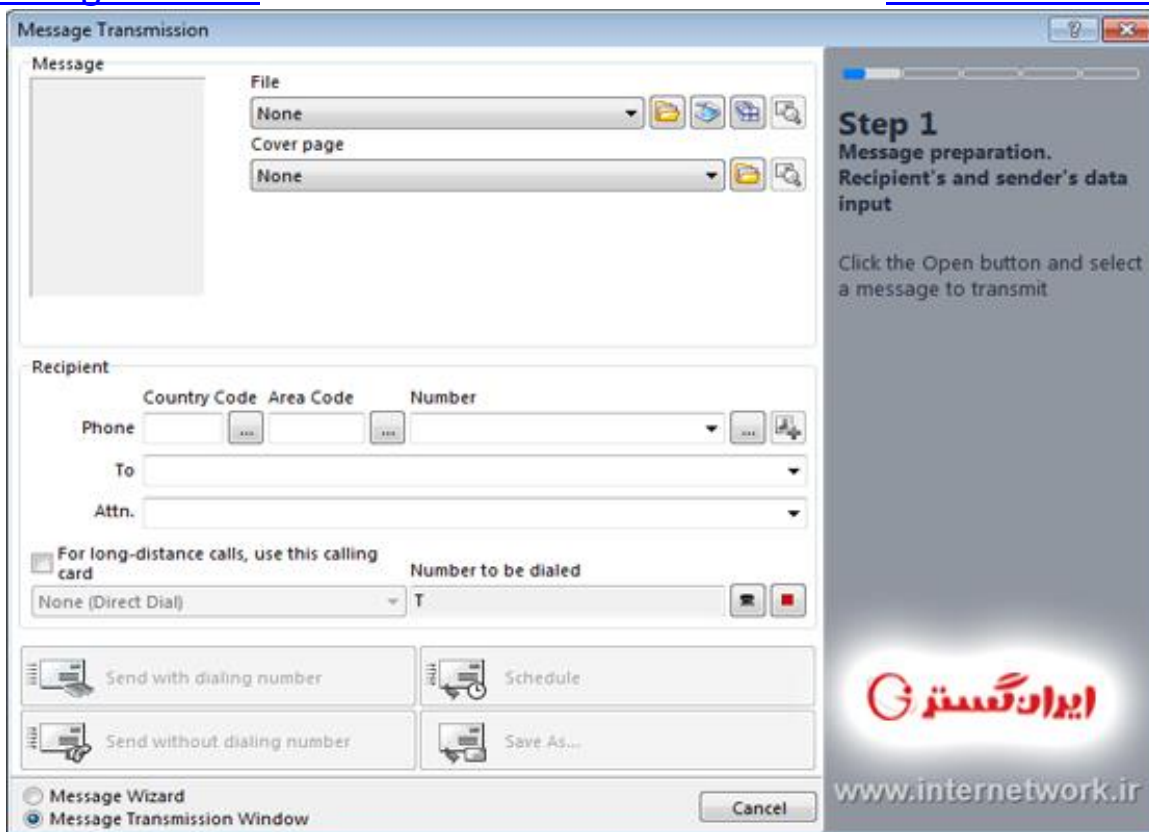 Message Transmission
Message
File
None
Cover page
None
Step 1
Message preparation.
Recipient's and sender's data
input
Click the Open button and select
a message to transmit
Recipient
Country Code Area Code Number
Phone ... ... ...
To
Attn.
For long-distance calls, use this calling
card
Number to be dialed
None (Direct Dial) T
Send with dialing number Schedule
Send without dialing number Save As...
Message Wizard
Message Transmission Window
Cancel
ایران گستر
www.internetwork.ir